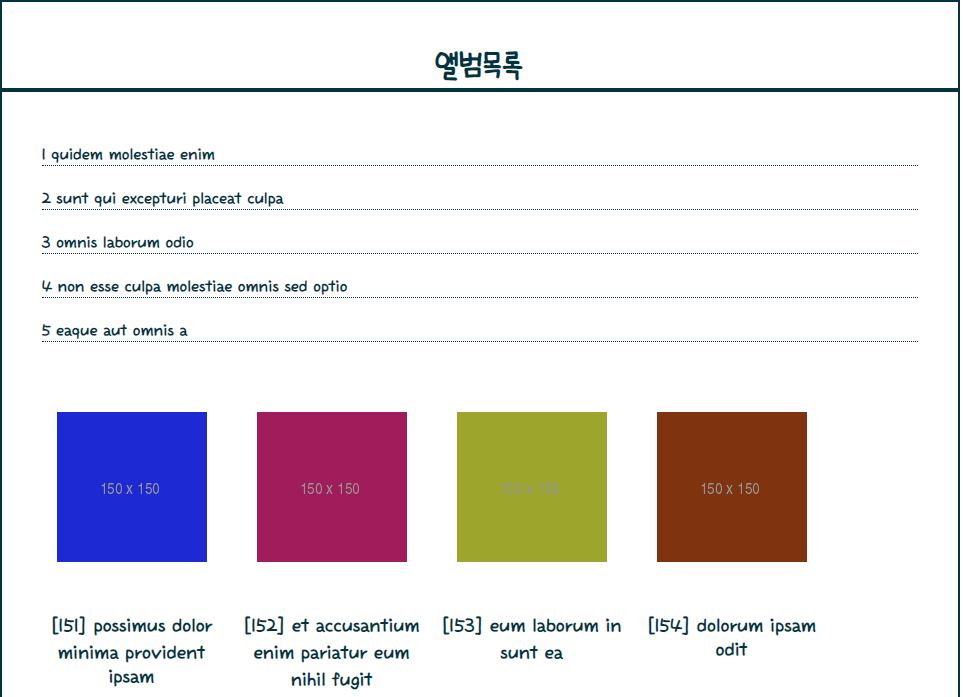 앨범목록
1 quidem molestiae enim
2 sunt qui excepturi placeat culpa
3 omnis laborum odio
4 non esse culpa molestiae omnis sed optio
5 eaque aut omnis a
150 x 150
150 x 150
150 x 150
150 x 150
[151] possimus dolor
minima provident
ipsam
[152] et accusantium
enim pariatur eum
nihil fugit
[153] eum laborum in
sunt ea
[154] dolorum ipsam
odit